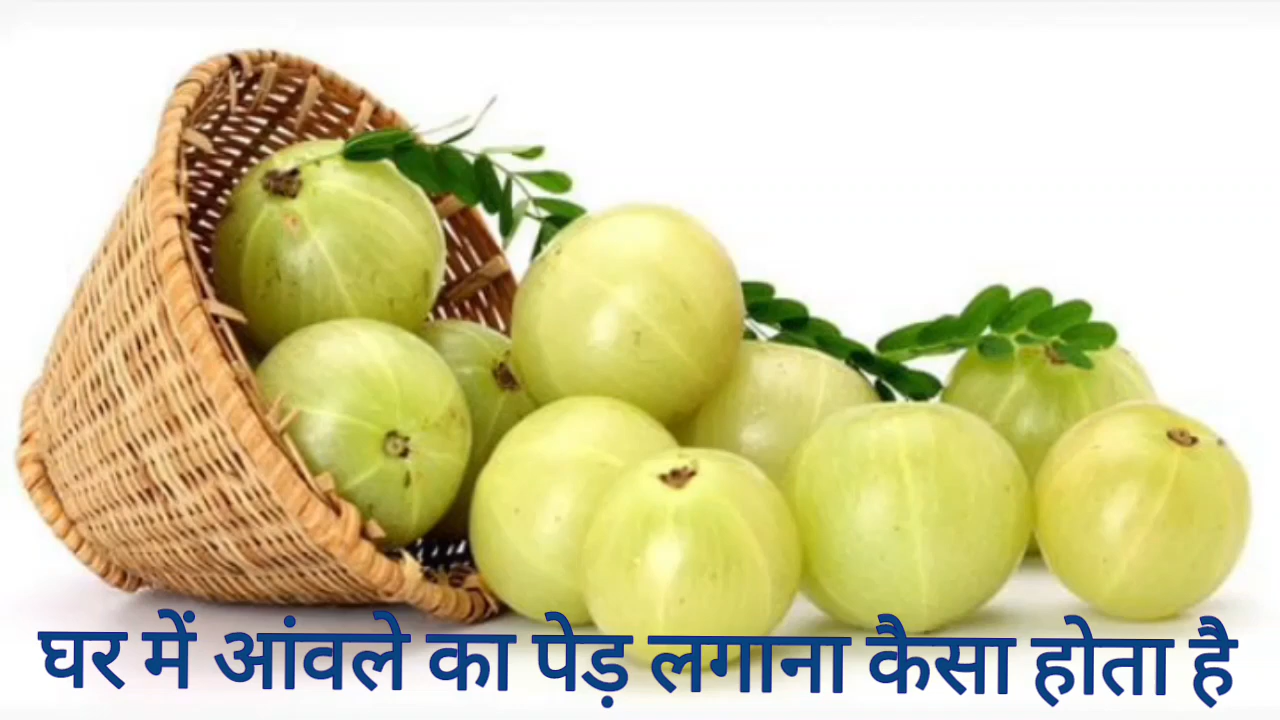 घर में आंवले का पेड़ लगाना कैसा होता है